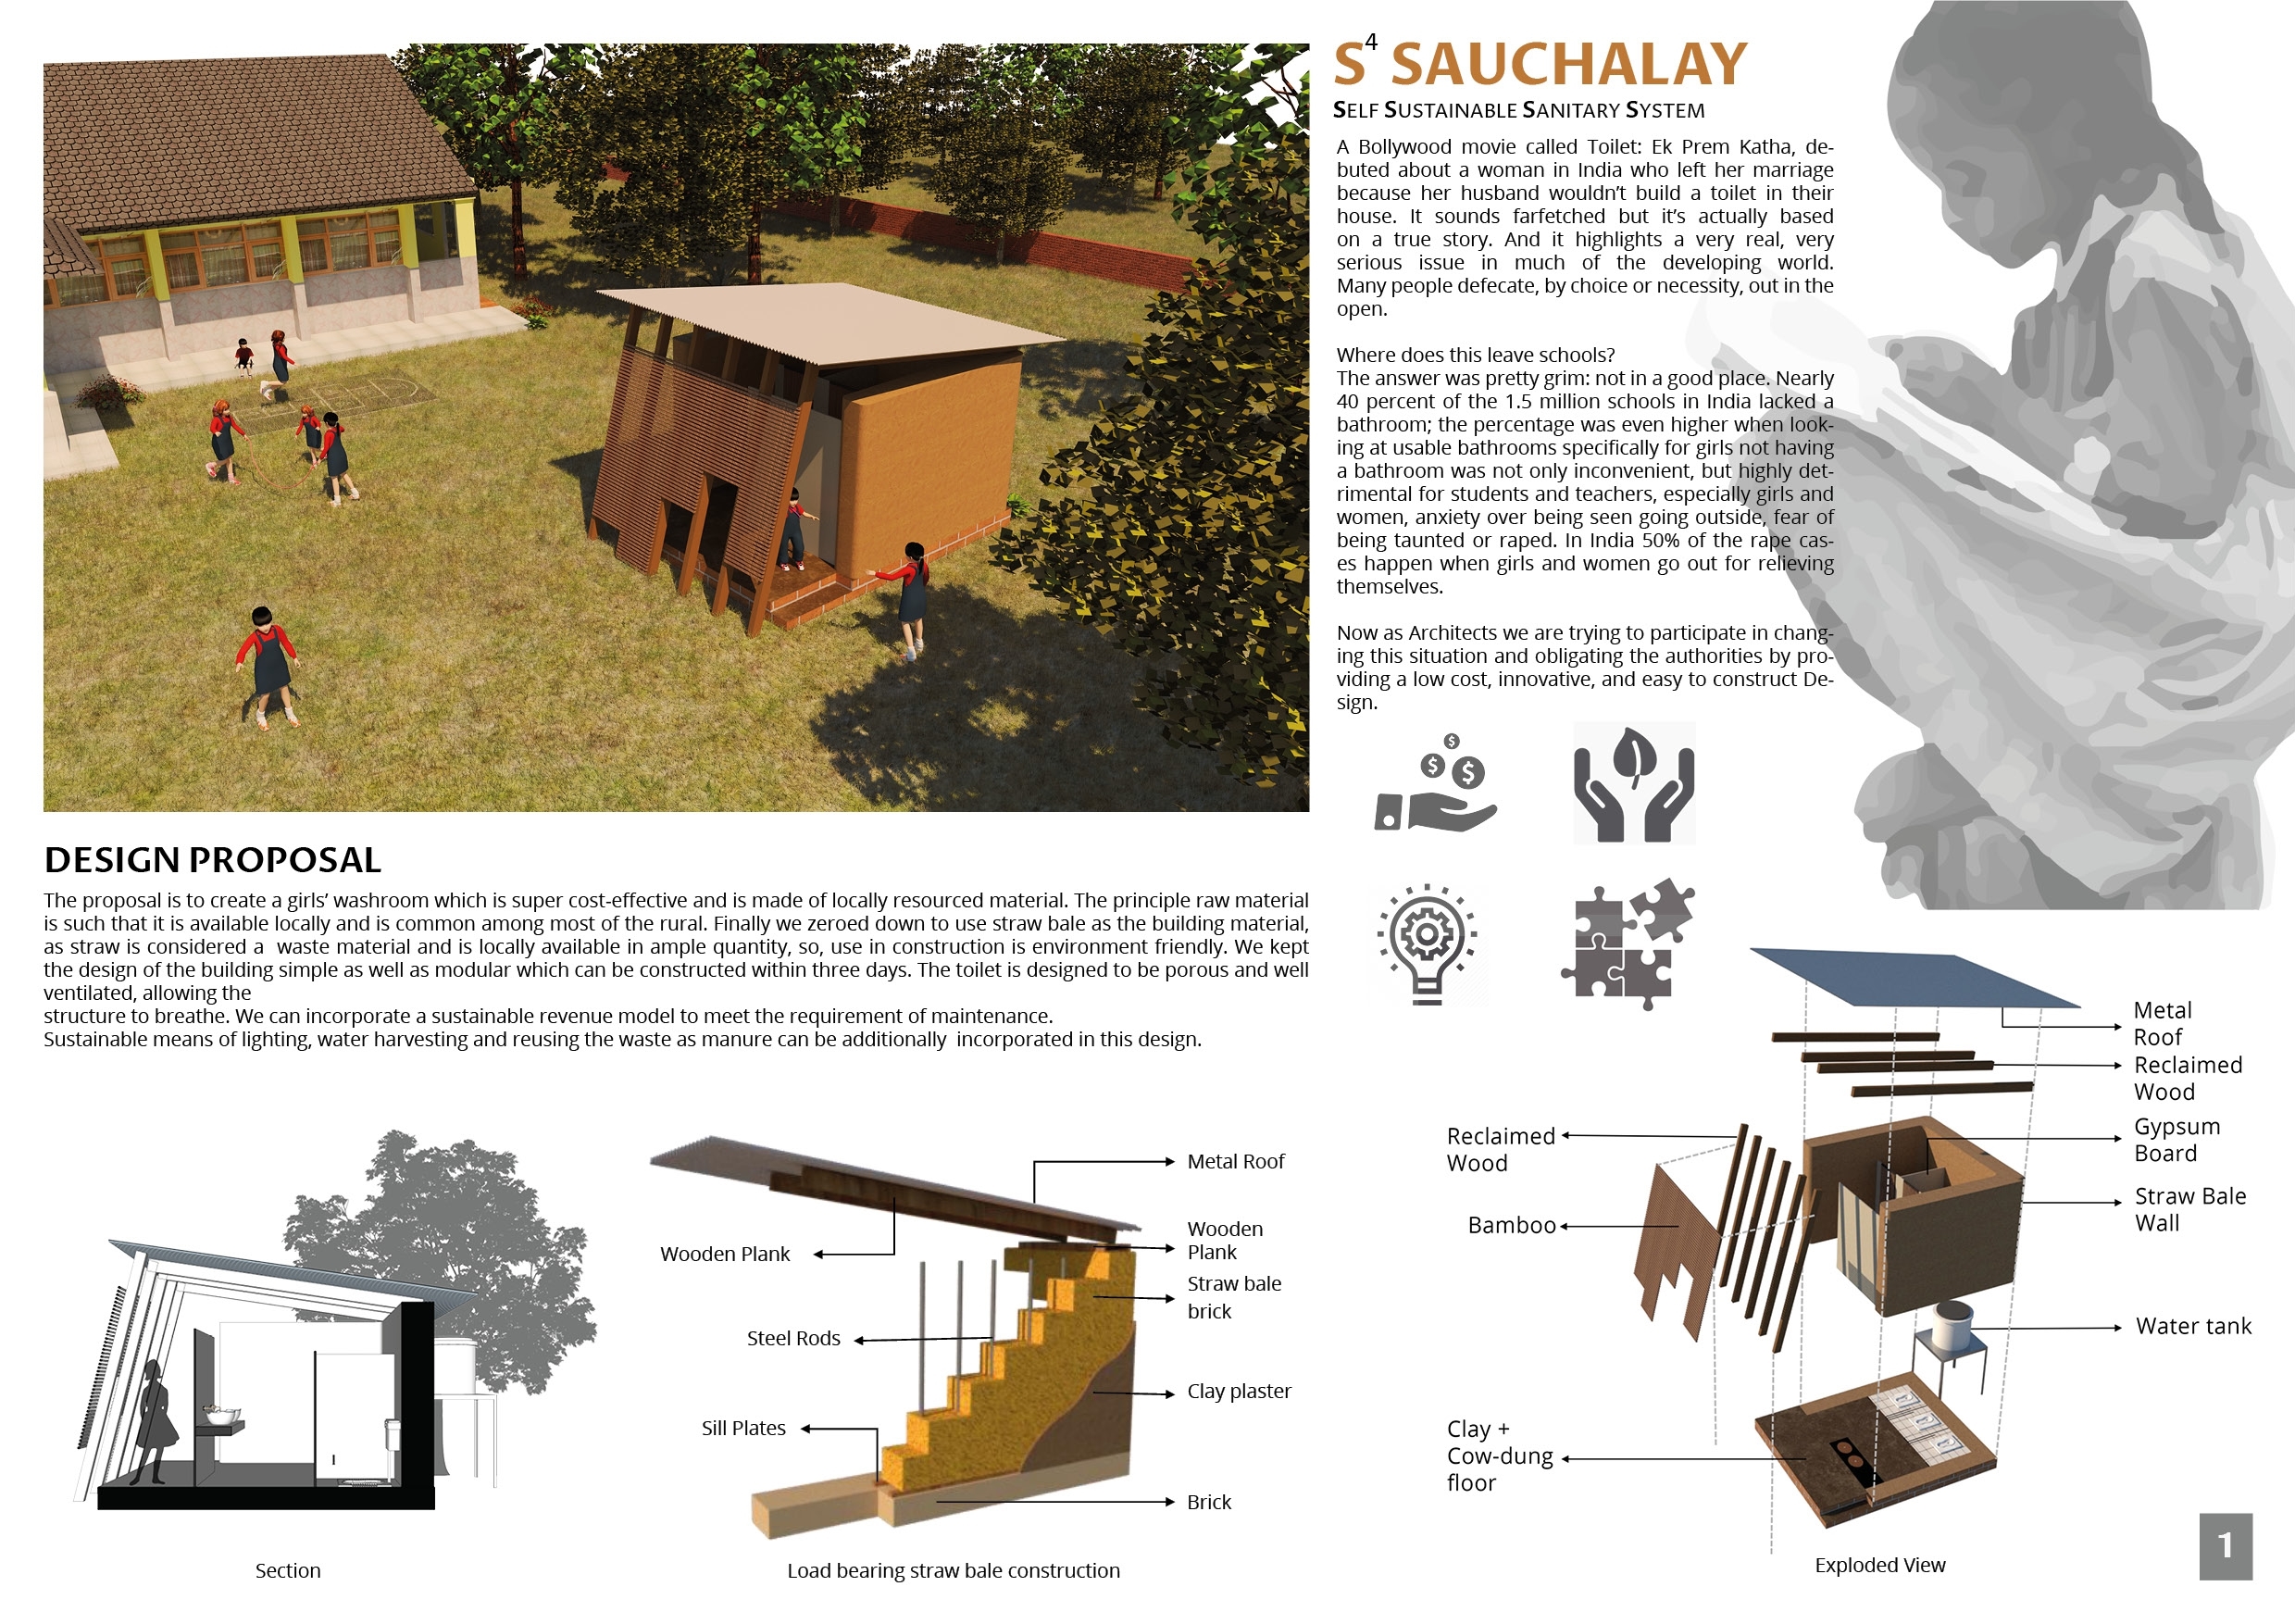 S4 SAUCHALAY
SELF SUSTAINABLE SANITARY SYSTEM
A Bollywood movie called Toilet: Ek Prem Katha, de-
buted about a woman in India who left her marriage
because her husband wouldn't build a toilet in their
house. It sounds farfetched but it's actually based
on a true story. And it highlights a very real, very
serious issue in much of the developing world.
Many people defecate, by choice or necessity, out in the
open.
Where does this leave schools?
The answer was pretty grim: not in a good place. Nearly
40 percent of the 1.5 million schools in India lacked a
bathroom; the percentage was even higher when look-
ing at usable bathrooms specifically for girls not having
a bathroom was not only inconvenient, but highly det-
rimental for students and teachers, especially girls and
women, anxiety over being seen going outside, fear of
being taunted or raped. In India 50% of the rape cas-
es happen when girls and women go out for relieving
themselves.
Now as Architects we are trying to participate in chang-
ing this situation and obligating the authorities by pro-
viding a low cost, innovative, and easy to construct De-
sign.
DESIGN PROPOSAL
The proposal is to create a girls' washroom which is super cost-effective and is made of locally resourced material. The principle raw material
is such that it is available locally and is common among most of the rural. Finally we zeroed down to use straw bale as the building material,
as straw is considered a  waste material and is locally available in ample quantity, so, use in construction is environment friendly. We kept
the design of the building simple as well as modular which can be constructed within three days. The toilet is designed to be porous and well
ventilated, allowing the
structure to breathe. We can incorporate a sustainable revenue model to meet the requirement of maintenance.
Sustainable means of lighting, water harvesting and reusing the waste as manure can be additionally  incorporated in this design.
Section
Metal Roof
Wooden Plank
Wooden
Plank
Straw bale
brick
Steel Rods
Clay plaster
Sill Plates
Brick
Load bearing straw bale construction
Metal
Roof
Reclaimed
Wood
Reclaimed
Wood
Gypsum
Board
Straw Bale
Wall
Bamboo
Water tank
Clay +
Cow-dung
floor
Exploded View
1
$
$
$